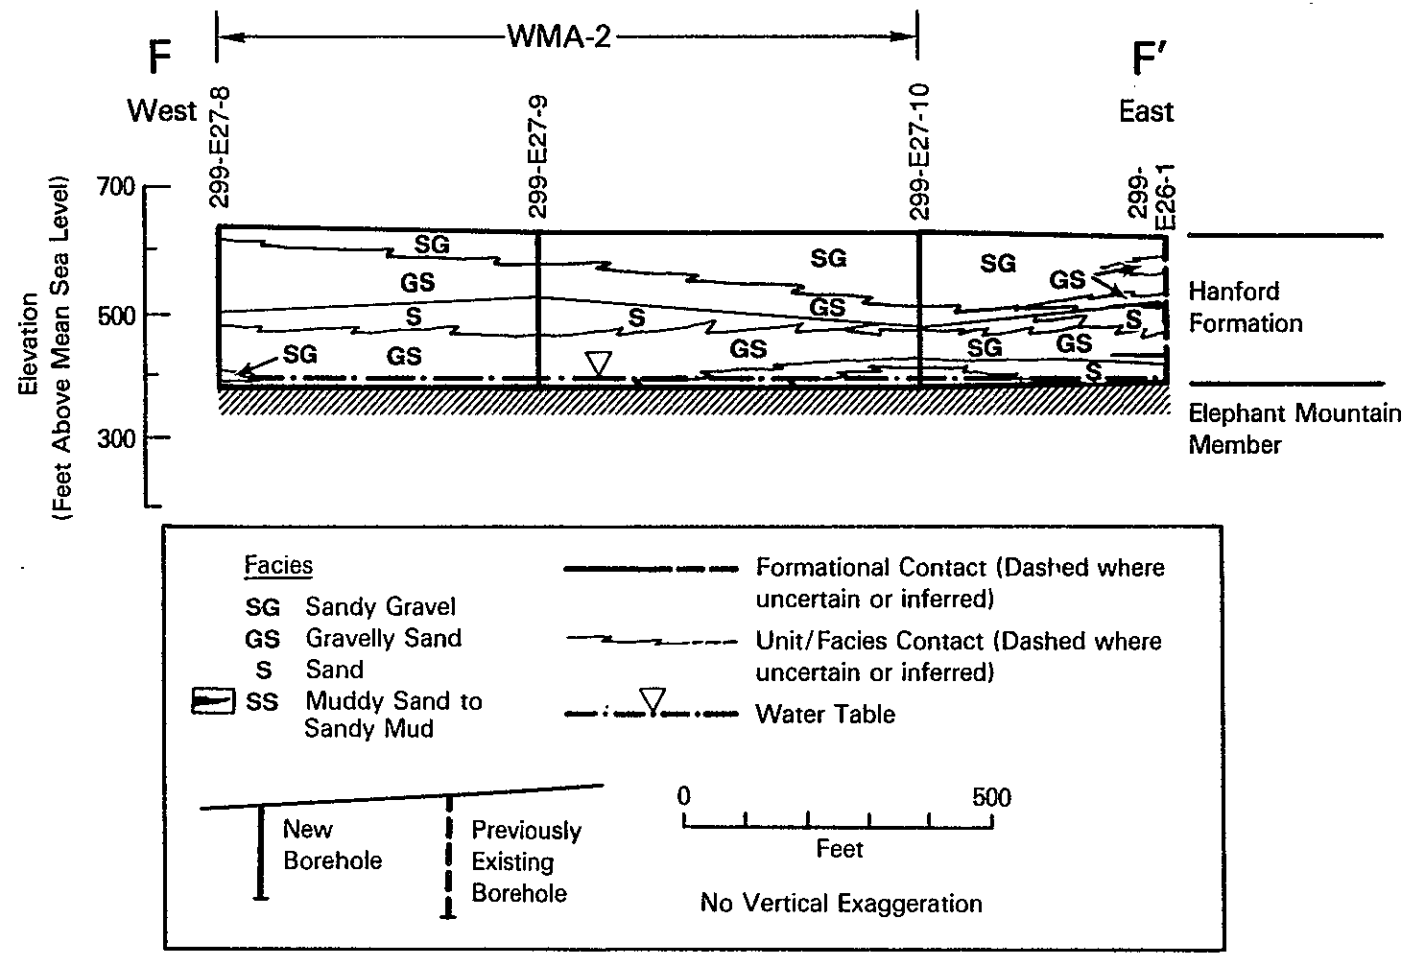 WMA-2
F
West
F′
East
299-E27-8
299-E27-9
299-E27-10
299-
E26-1
Elevation
(Feet Above Mean Sea Level)
700
500
300
SG
GS
S
SG
GS
SG
GS
S
GS
SG
GS
S
SG
GS
S
Hanford
Formation
Elephant Mountain
Member
Facies
SG Sandy Gravel
GS Gravelly Sand
S Sand
SS Muddy Sand to
Sandy Mud
Formational Contact (Dashed where
uncertain or inferred)
Unit/Facies Contact (Dashed where
uncertain or inferred)
Water Table
New
Borehole
Previously
Existing
Borehole
0 500
Feet
No Vertical Exaggeration